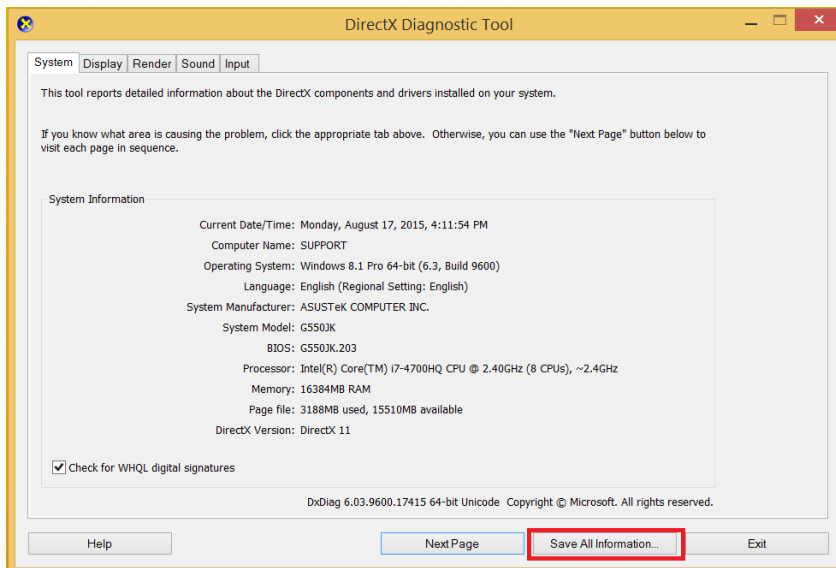 DirectX Diagnostic Tool
System Display Render Sound Input
This tool reports detailed information about the DirectX components and drivers installed on your system.
If you know what area is causing the problem, click the appropriate tab above.  Otherwise, you can use the "Next Page" button below to
visit each page in sequence.
System Information
Current Date/Time: Monday, August 17, 2015, 4:11:54 PM
Computer Name: SUPPORT
Operating System: Windows 8.1 Pro 64-bit (6.3, Build 9600)
Language: English (Regional Setting: English)
System Manufacturer: ASUSTeK COMPUTER INC.
System Model: G550JK
BIOS: G550JK.203
Processor: Intel(R) Core(TM) i7-4700HQ CPU @ 2.40GHz (8 CPUs), ~2.4GHz
Memory: 16384MB RAM
Page file: 3188MB used, 15510MB available
DirectX Version: DirectX 11
Check for WHQL digital signatures
DxDiag 6.03.9600.17415 64-bit Unicode  Copyright © Microsoft. All rights reserved.
Help Next Page Save All Information... Exit